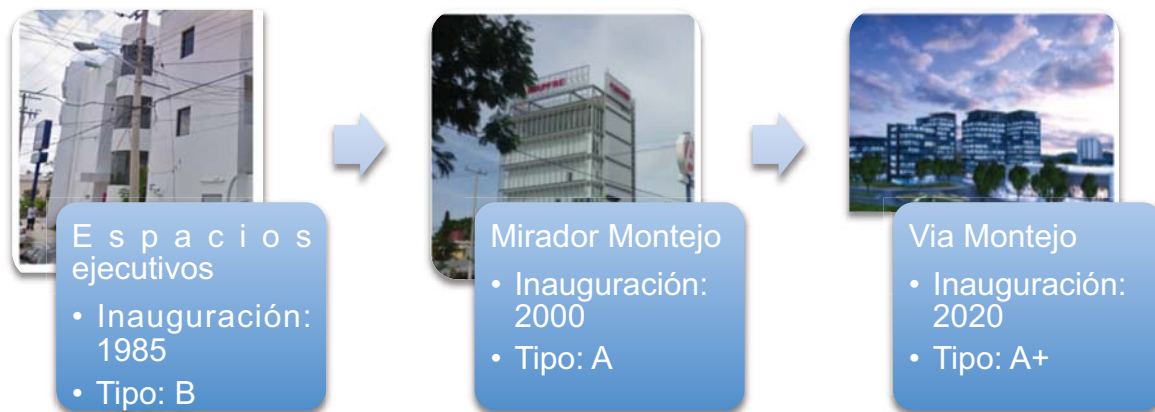 E s p a c i o s
ejecutivos
• Inauguración:
1985
• Tipo: B
Mirador Montejo
• Inauguración:
2000
• Tipo: A
Via Montejo
• Inauguración:
2020
• Tipo: A+